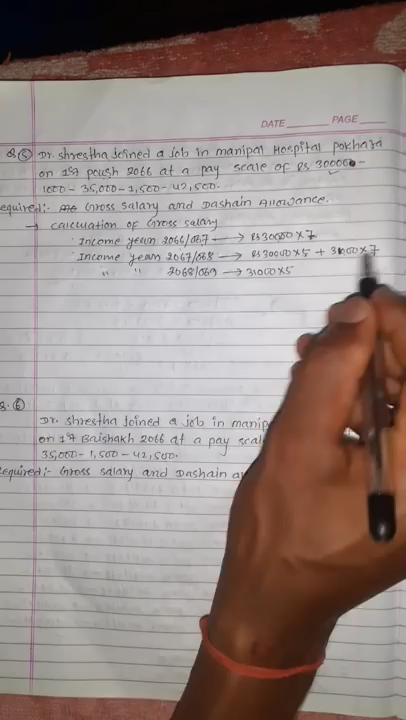 DATE PAGE
Q.⑤ Dr. Shrestha Joined a job in manipal Hospital Pokhara
on 1st poush 2066 at a pay scale of RS. 30000-
1000 - 35,000 - 1,500 - 42,500.
equired:- Gross Salary and Dashain Allowance.
→ Calculation of Gross Salary
Income year 2066/067 → RS 30000 X 7
Income year 2067/068 → RS 30000 X 5 + 31000 X 7
" " 2068/069 → 31000 X 5
Q. ⑥
Dr. Shrestha Joined a job in manip
on 1st Baishakh 2066 at a pay scal
35,000 - 1,500 - 42,500.
equired:- Gross Salary and Dashain a